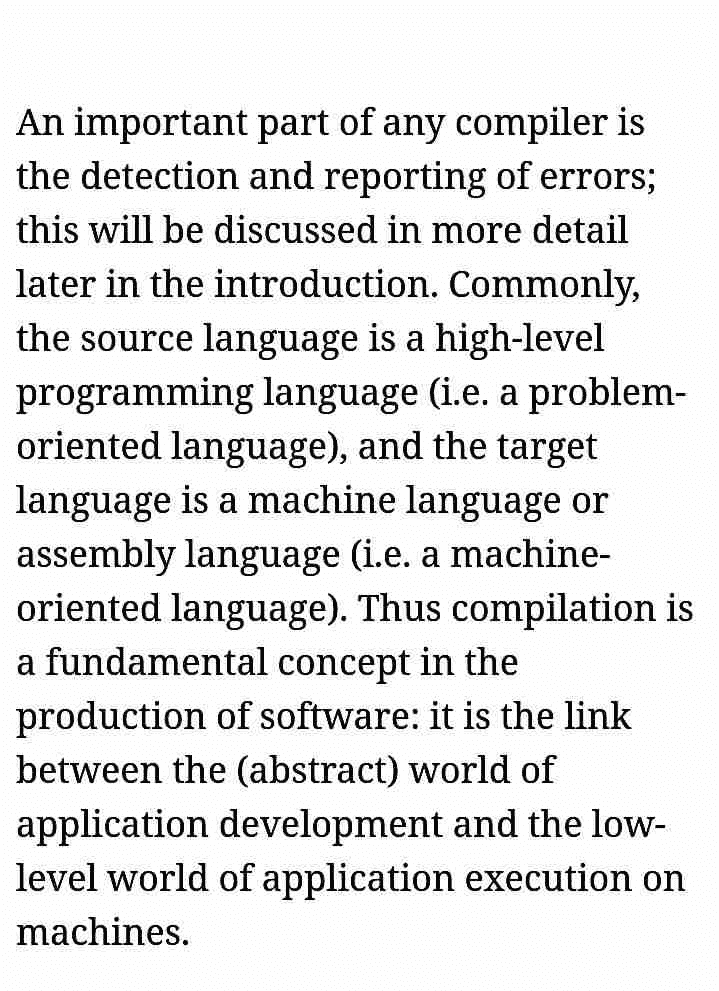 An important part of any compiler is
the detection and reporting of errors;
this will be discussed in more detail
later in the introduction. Commonly,
the source language is a high-level
programming language (i.e. a problem-
oriented language), and the target
language is a machine language or
assembly language (i.e. a machine-
oriented language). Thus compilation is
a fundamental concept in the
production of software: it is the link
between the (abstract) world of
application development and the low-
level world of application execution on
machines.